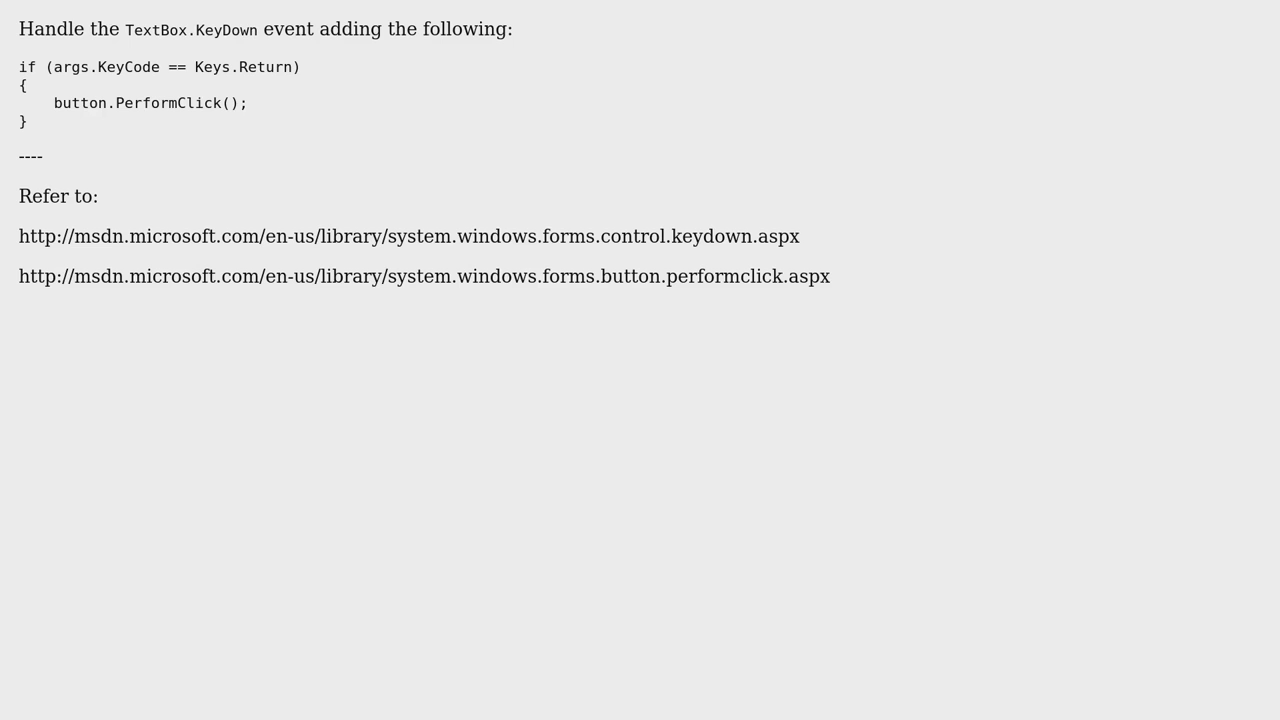 Handle the TextBox.KeyDown event adding the following:
if (args.KeyCode == Keys.Return)
{
    button.PerformClick();
}
----
Refer to:
http://msdn.microsoft.com/en-us/library/system.windows.forms.control.keydown.aspx
http://msdn.microsoft.com/en-us/library/system.windows.forms.button.performclick.aspx